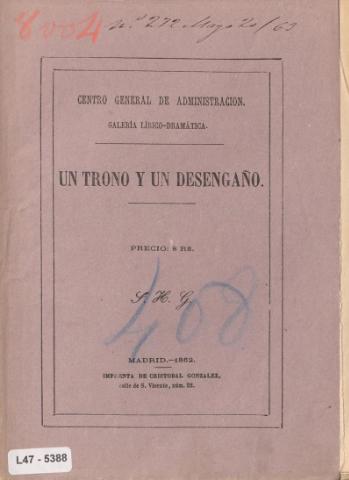 8004 n.º 272 Mayo 20/63
CENTRO GENERAL DE ADMINISTRACION.
GALERÍA LÍRICO-DRAMÁTICA.
UN TRONO Y UN DESENGAÑO.
PRECIO: 8 RS.
S. H. G.
408
MADRID.—1862.
IMPRENTA DE CRISTOBAL GONZALEZ,
calle de S. Vicente, núm. 52.
L47 - 5388